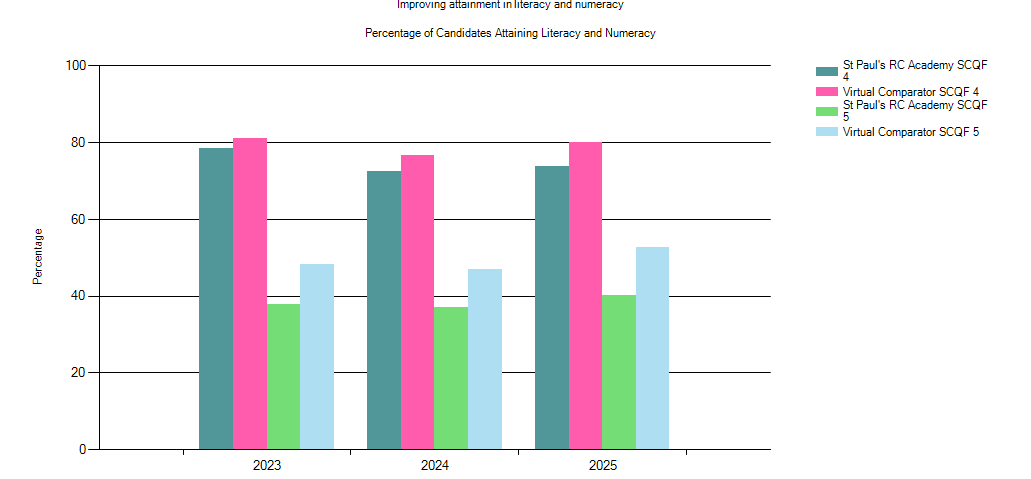 Improving attainment in literacy and numeracy
Percentage of Candidates Attaining Literacy and Numeracy
100
80
60
40
20
0
Percentage
2023
2024
2025
St Paul's RC Academy SCQF
4
Virtual Comparator SCQF 4
St Paul's RC Academy SCQF
5
Virtual Comparator SCQF 5